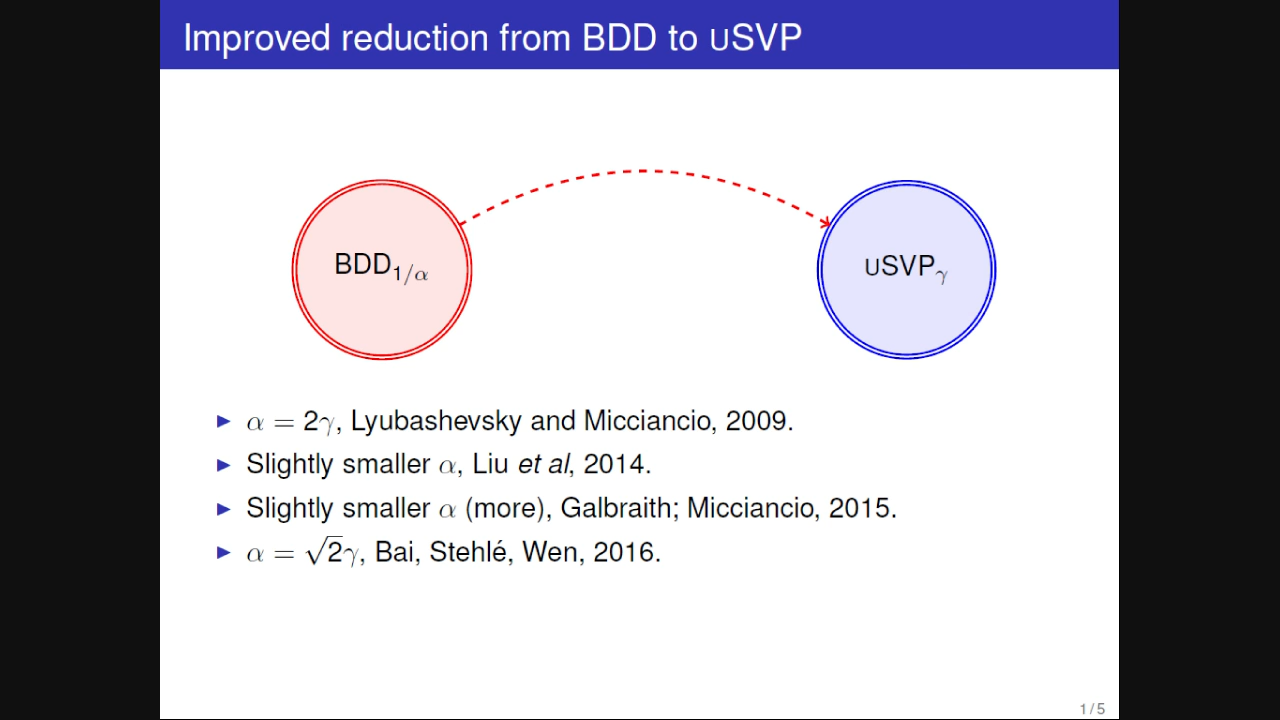 Improved reduction from BDD to uSVP
BDD1/α
uSVPγ
▶ α = 2γ, Lyubashevsky and Micciancio, 2009.
▶ Slightly smaller α, Liu et al, 2014.
▶ Slightly smaller α (more), Galbraith; Micciancio, 2015.
▶ α = √2γ, Bai, Stehlé, Wen, 2016.
1 / 5